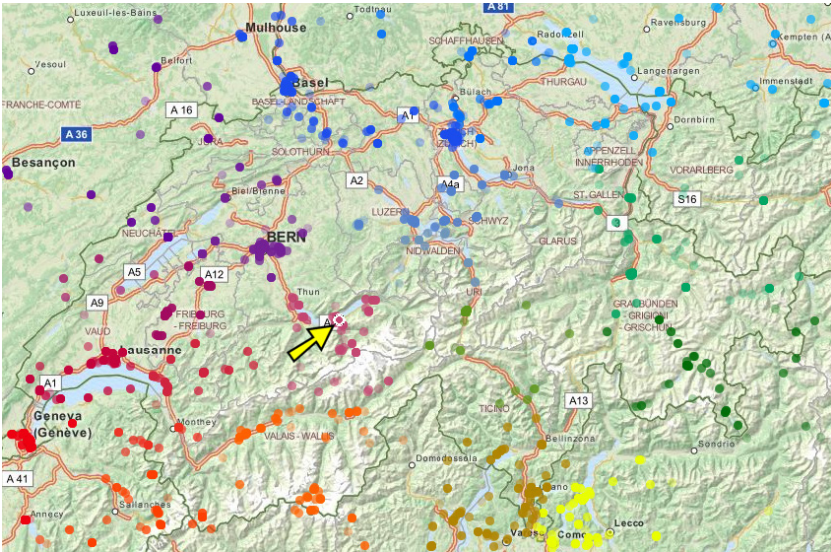 Luxeuil-les-Bains
Todtnau
A 81
Ravensburg
Mulhouse
SCHAFFHAUSEN
Radolfzell
Kempten (A
Vesoul
Belfort
Basel
Langenargen
Immenstadt
FRANCHE-COMTÉ
BASEL-LANDSCHAFT
Bülach
THURGAU
A 16
A1
Dornbirn
A 36
JURA
SOLOTHURN
APPENZELL
INNERRHODEN
Besançon
A2
A4a
Jona
VORARLBERG
Biel/Bienne
ST. GALLEN
S16
LUZERN
SCHWYZ
NEUCHÂTEL
BERN
NIDWALDEN
GLARUS
A5
A12
Thun
URI
A9
FRIBOURG
-FREIBURG
GRAUBÜNDEN
- GRIGIONI
- GRISCHUN
VAUD
Lausanne
A1
A13
TICINO
Geneva
(Genève)
Monthey
VALAIS - WALLIS
Bellinzona
Domodossola
Sondrio
A 41
Sallanches
Annecy
Lecco
Como